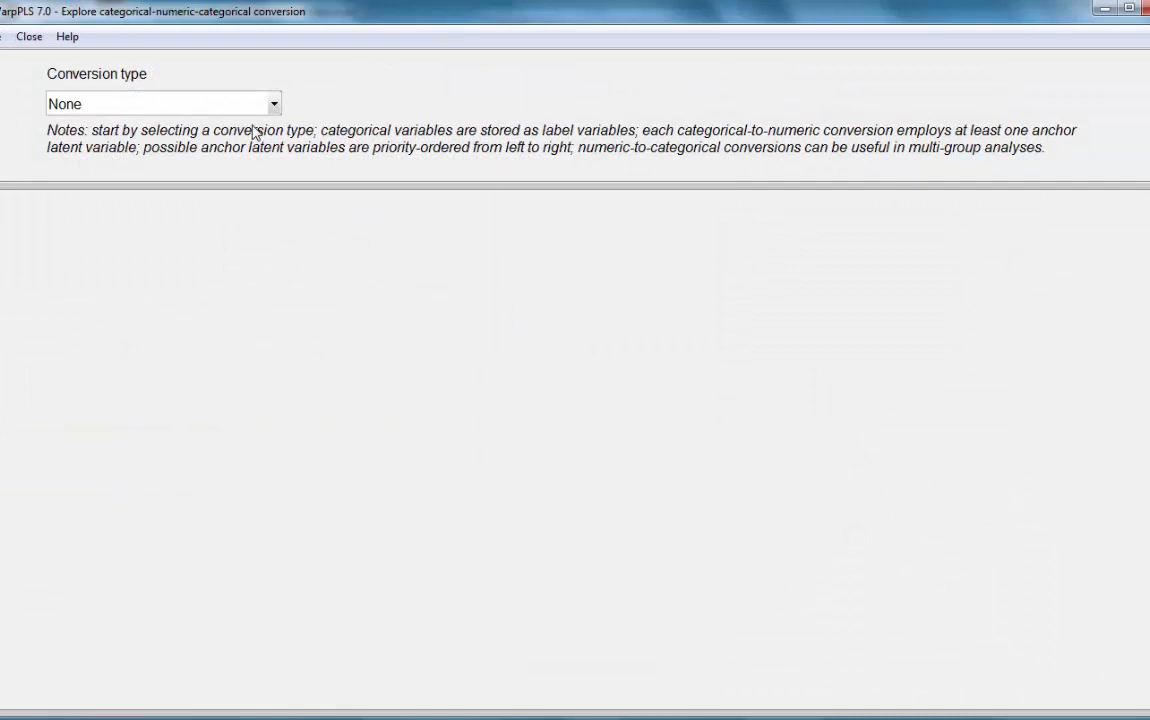 arpPLS 7.0 - Explore categorical-numeric-categorical conversion
Close Help
Conversion type
None
Notes: start by selecting a conversion type; categorical variables are stored as label variables; each categorical-to-numeric conversion employs at least one anchor
latent variable; possible anchor latent variables are priority-ordered from left to right; numeric-to-categorical conversions can be useful in multi-group analyses.